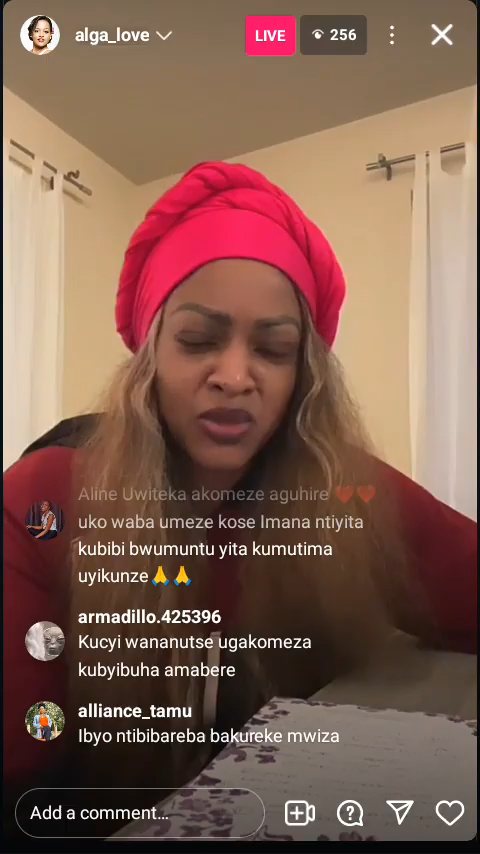 alga_love
LIVE
256
Aline Uwiteka akomeze aguhire ❤️❤️
uko waba umeze kose Imana ntiyita
kubibi bwumuntu yita kumutima
uyikunze🙏🙏
armadillo.425396
Kucyi wananutse ugakomeza
kubyibuha amabere
alliance_tamu
Ibyo ntibibareba bakureke mwiza
Add a comment...